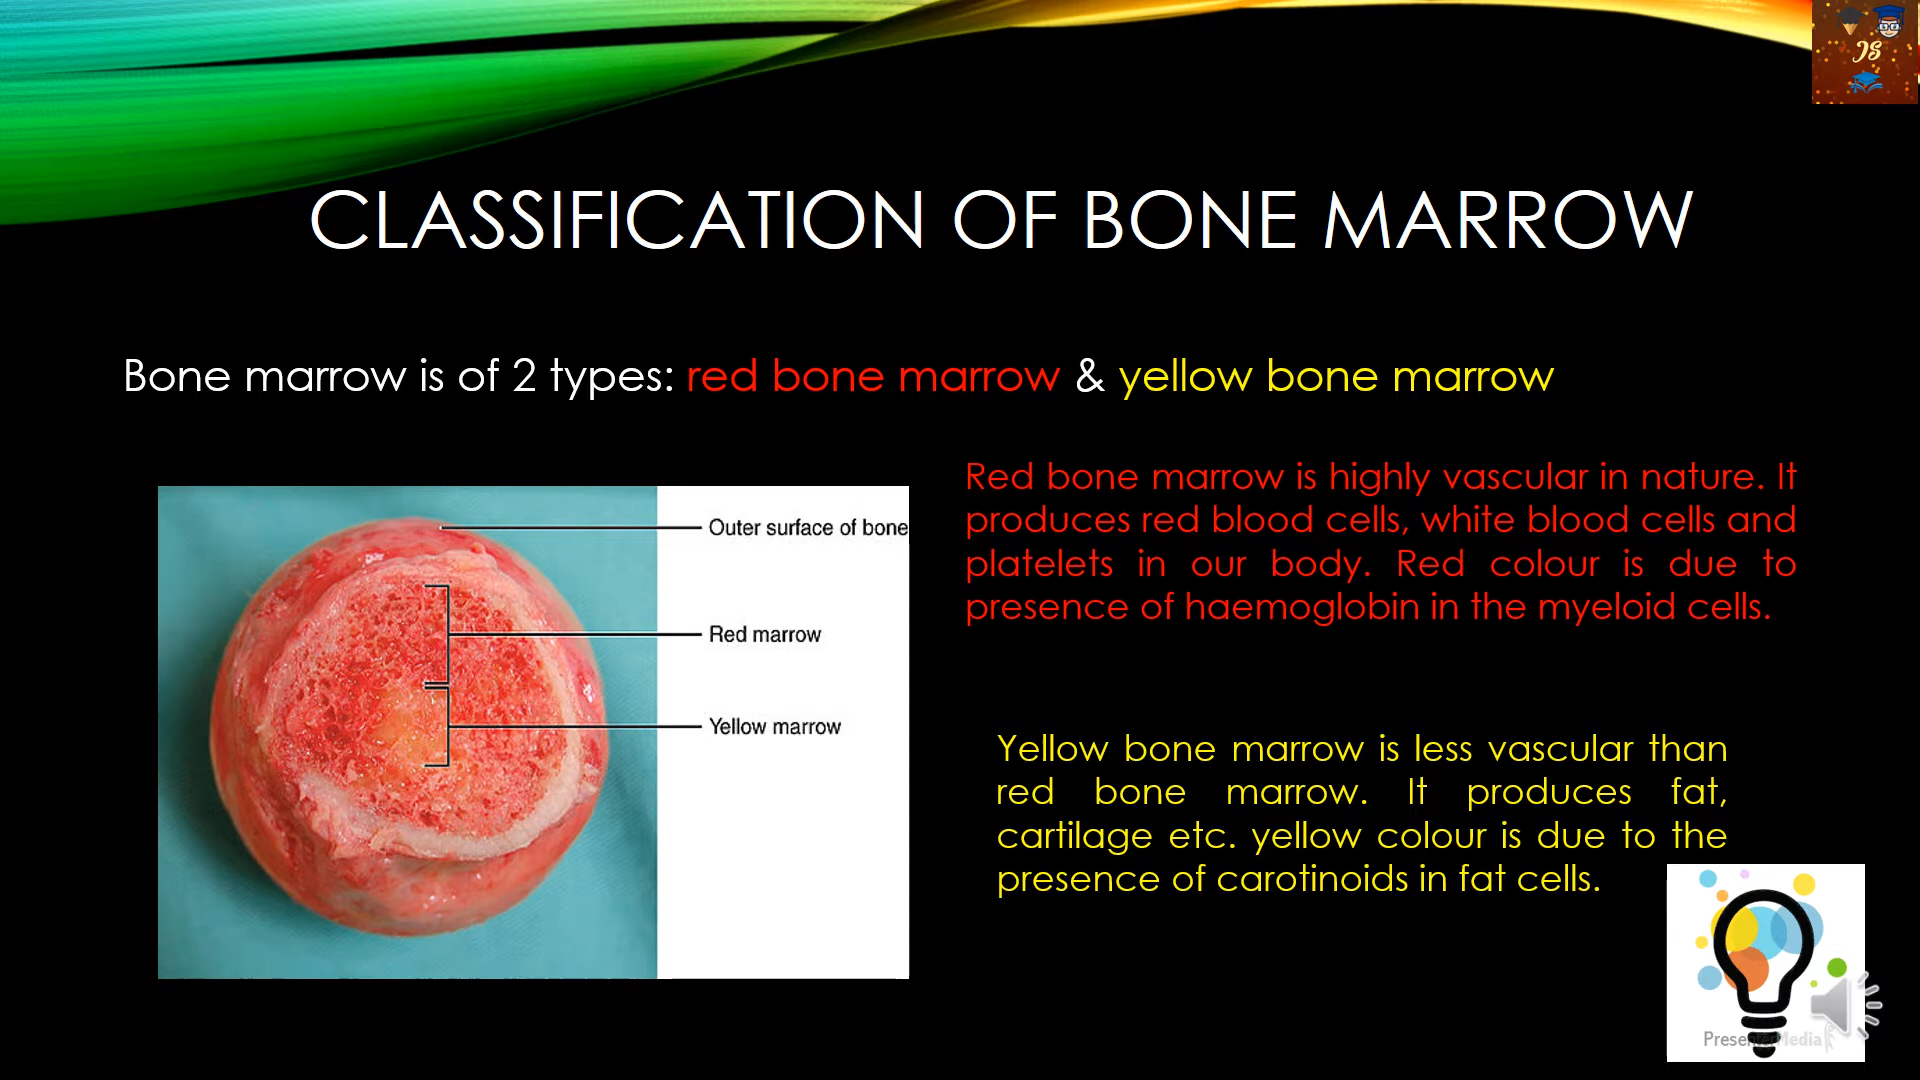 JS
CLASSIFICATION OF BONE MARROW
Bone marrow is of 2 types: red bone marrow & yellow bone marrow
Outer surface of bone
Red marrow
Yellow marrow
Red bone marrow is highly vascular in nature. It
produces red blood cells, white blood cells and
platelets in our body. Red colour is due to
presence of haemoglobin in the myeloid cells.
Yellow bone marrow is less vascular than
red bone marrow. It produces fat,
cartilage etc. yellow colour is due to the
presence of carotinoids in fat cells.
PresenterMedia